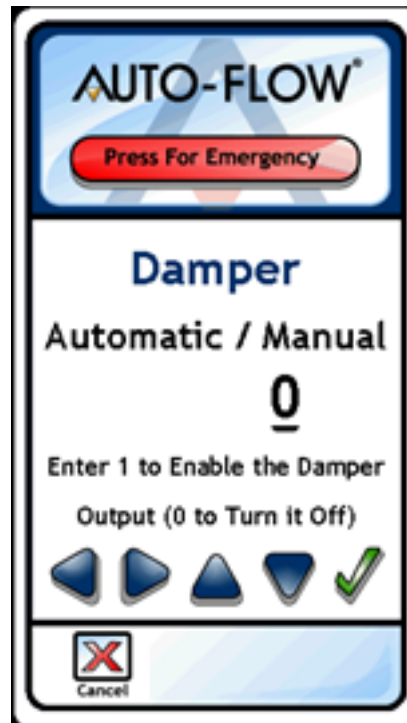 AUTO-FLOW®
Press For Emergency
Damper
Automatic / Manual
0
Enter 1 to Enable the Damper
Output (0 to Turn it Off)
Cancel